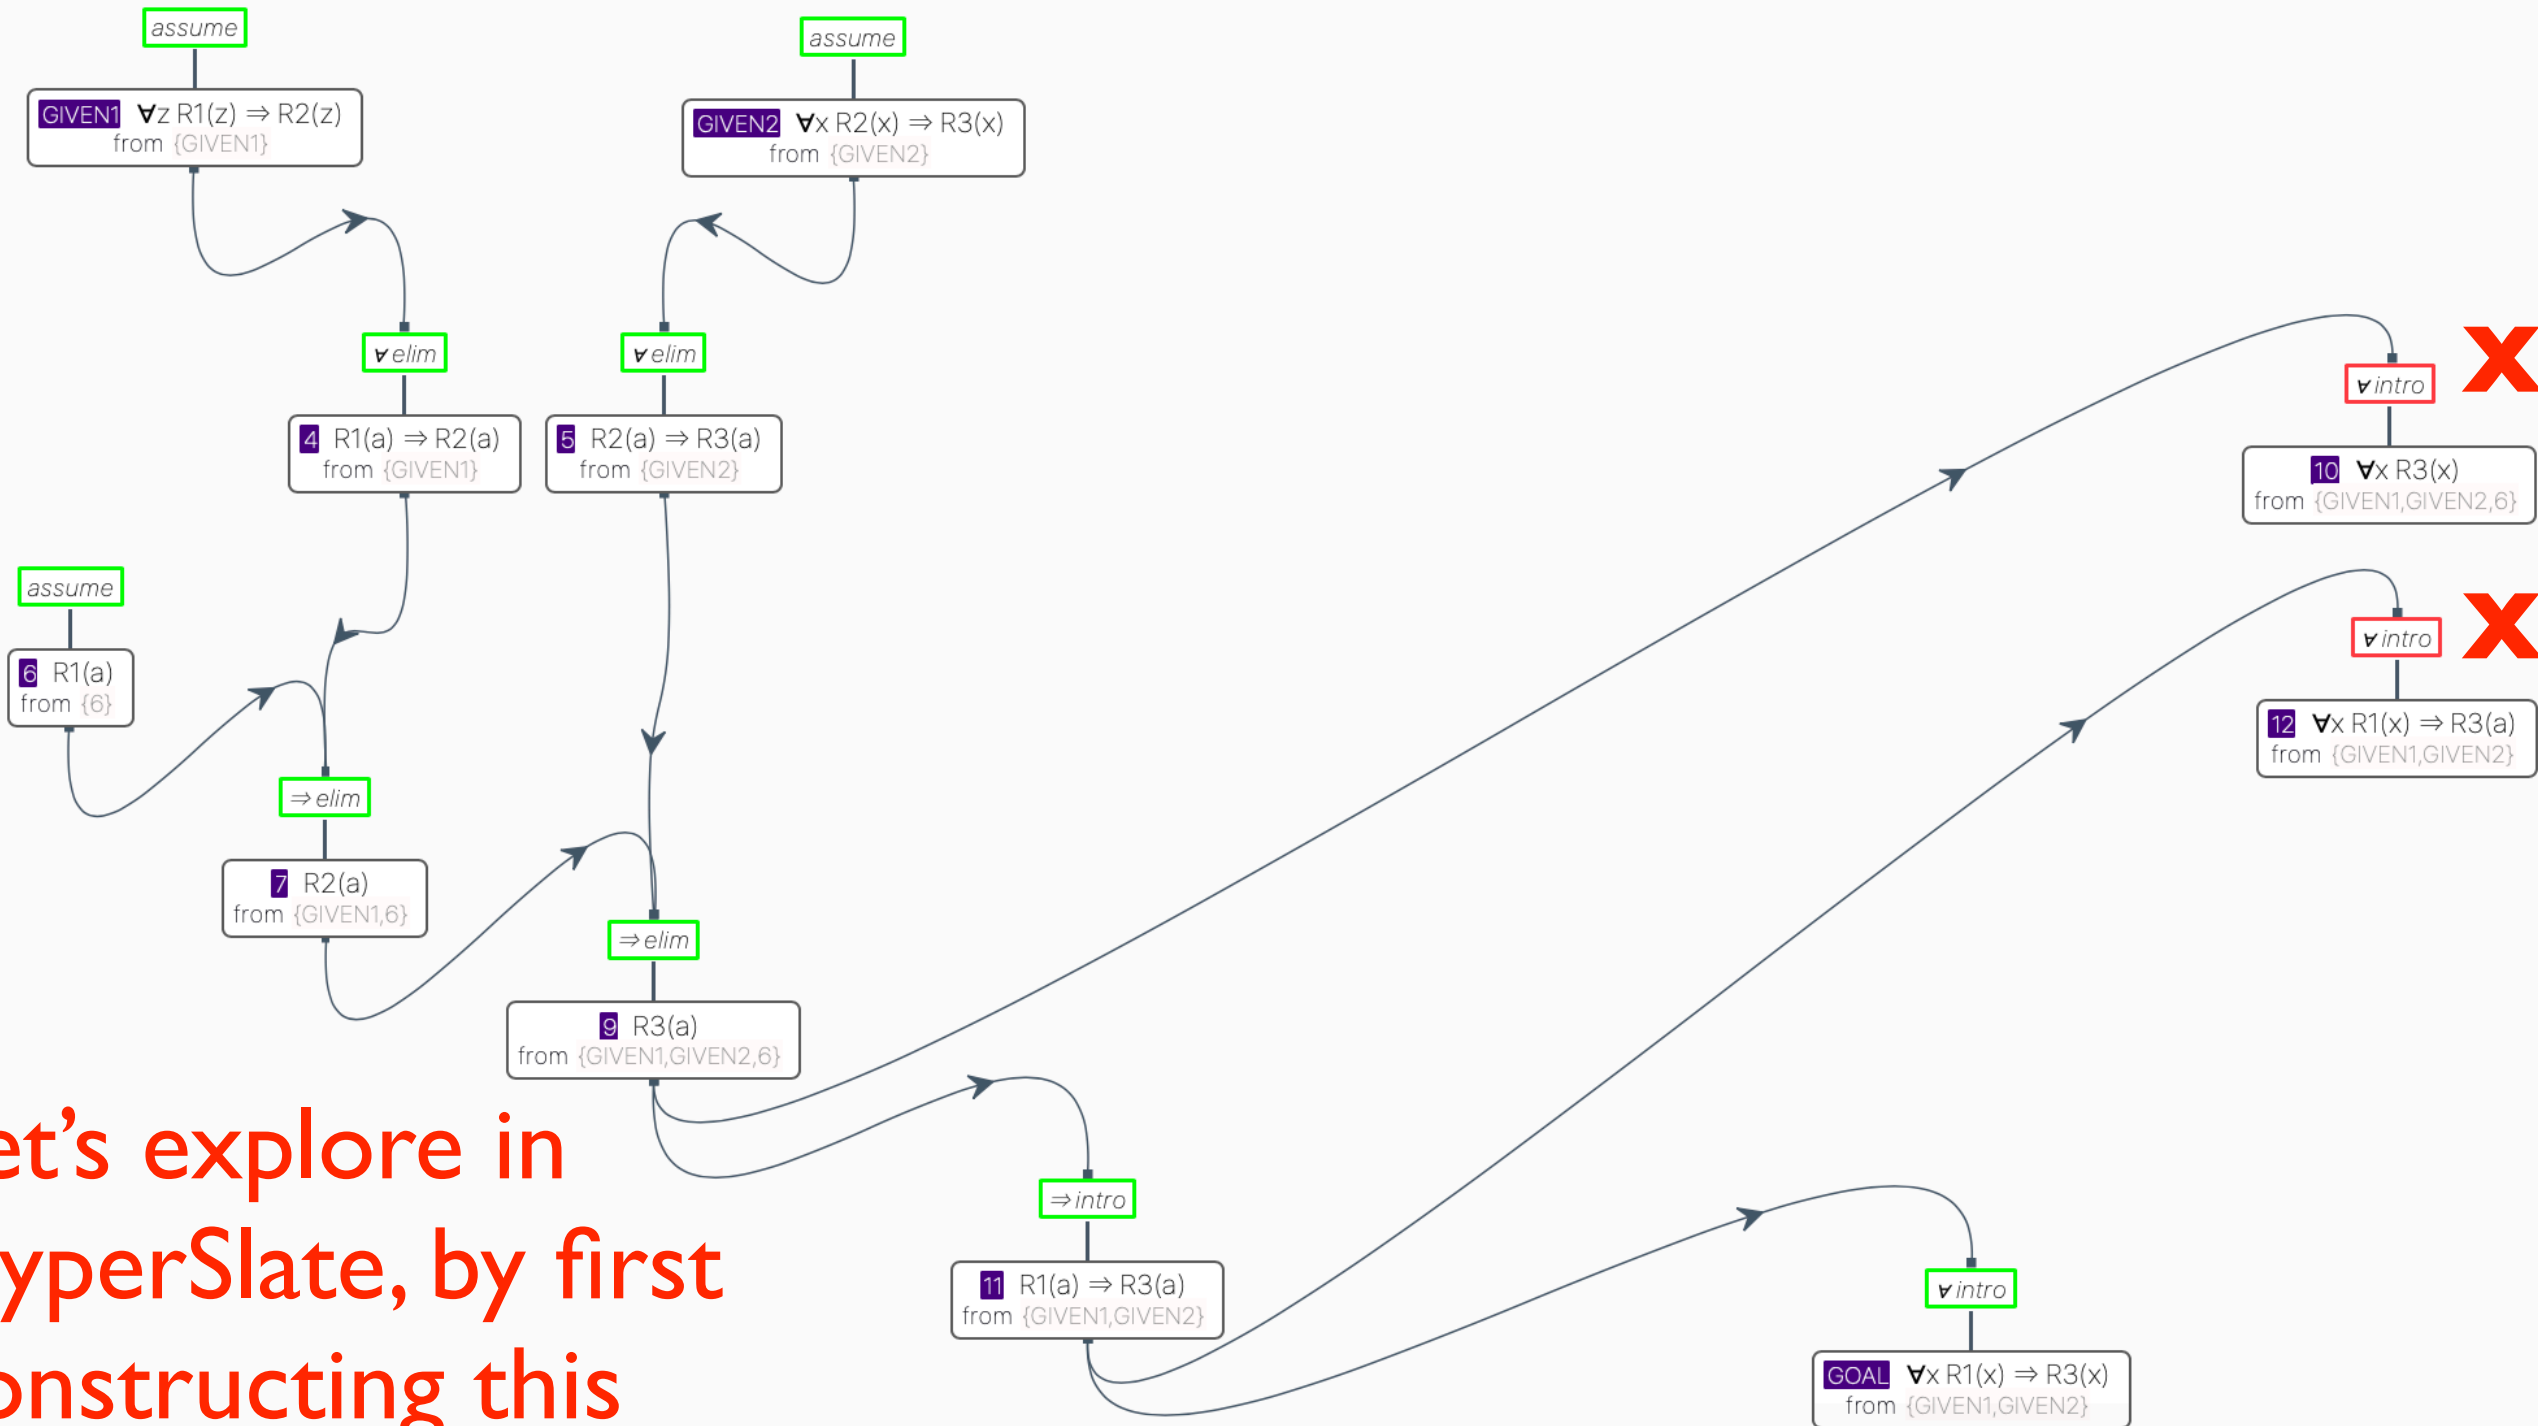 assume
GIVEN1 ∀z R1(z) ⇒ R2(z)
from {GIVEN1}
assume
GIVEN2 ∀x R2(x) ⇒ R3(x)
from {GIVEN2}
∀ elim
4 R1(a) ⇒ R2(a)
from {GIVEN1}
∀ elim
5 R2(a) ⇒ R3(a)
from {GIVEN2}
∀ intro
X
10 ∀x R3(x)
from {GIVEN1,GIVEN2,6}
assume
6 R1(a)
from {6}
∀ intro
X
12 ∀x R1(x) ⇒ R3(a)
from {GIVEN1,GIVEN2}
⇒ elim
7 R2(a)
from {GIVEN1,6}
⇒ elim
9 R3(a)
from {GIVEN1,GIVEN2,6}
⇒ intro
11 R1(a) ⇒ R3(a)
from {GIVEN1,GIVEN2}
∀ intro
GOAL ∀x R1(x) ⇒ R3(x)
from {GIVEN1,GIVEN2}
et’s explore in
yperSlate, by first
onstructing this